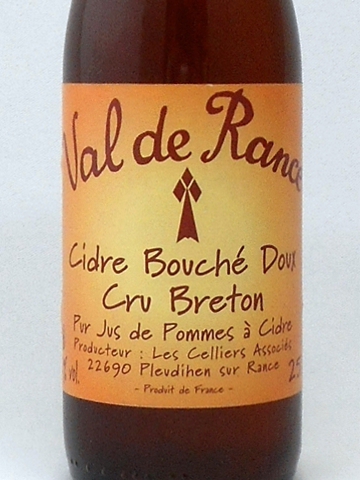 Val de Rance
Cidre Bouché Doux
Cru Breton
Pur Jus de Pommes à Cidre
Producteur : Les Celliers Associés
% vol. 22690 Pleudihen sur Rance
- Produit de France -